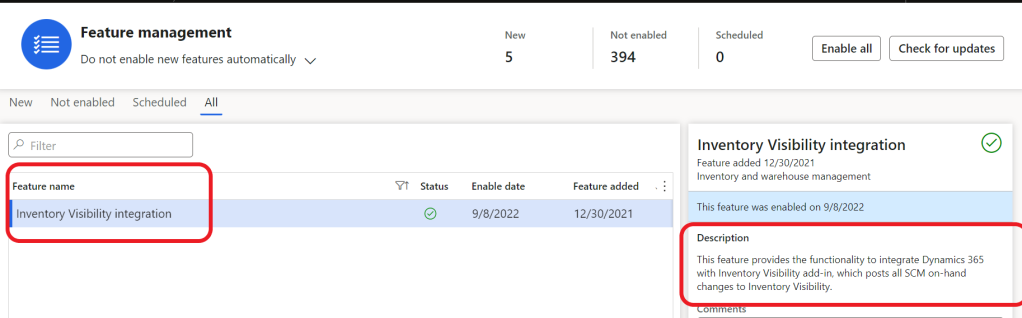 Feature management
Do not enable new features automatically
New
5
Not enabled
394
Scheduled
0
Enable all
Check for updates
New Not enabled Scheduled All
Filter
Feature name Status Enable date Feature added
Inventory Visibility integration 9/8/2022 12/30/2021
Inventory Visibility integration
Feature added 12/30/2021
Inventory and warehouse management
This feature was enabled on 9/8/2022
Description
This feature provides the functionality to integrate Dynamics 365
with Inventory Visibility add-in, which posts all SCM on-hand
changes to Inventory Visibility.
Comments